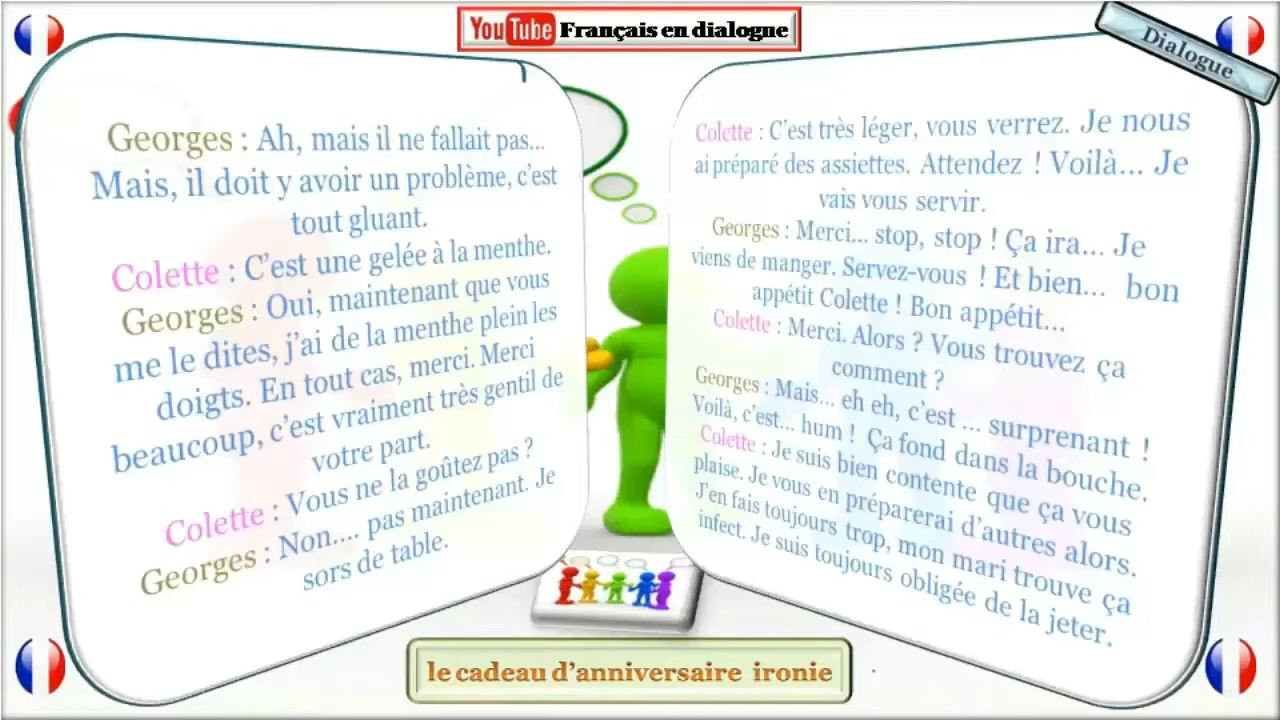 YouTube Français en dialogue
Dialogue
Georges : Ah, mais il ne fallait pas...
Mais, il doit y avoir un problème, c'est
tout gluant.
Colette : C'est une gelée à la menthe.
Georges : Oui, maintenant que vous
me le dites, j'ai de la menthe plein les
doigts. En tout cas, merci. Merci
beaucoup, c'est vraiment très gentil de
votre part.
Colette : Vous ne la goûtez pas ?
Georges : Non.... pas maintenant. Je
sors de table.
Colette : C'est très léger, vous verrez. Je nous
ai préparé des assiettes. Attendez ! Voilà... Je
vais vous servir.
Georges : Merci... stop, stop ! Ça ira... Je
viens de manger. Servez-vous ! Et bien... bon
appétit Colette ! Bon appétit...
Colette : Merci. Alors ? Vous trouvez ça
comment ?
Georges : Mais... eh eh, c'est ... surprenant !
Voilà, c'est... hum ! Ça fond dans la bouche.
Colette : Je suis bien contente que ça vous
plaise. Je vous en préparerai d'autres alors.
J'en fais toujours trop, mon mari trouve ça
infect. Je suis toujours obligée de la jeter.
le cadeau d'anniversaire ironie